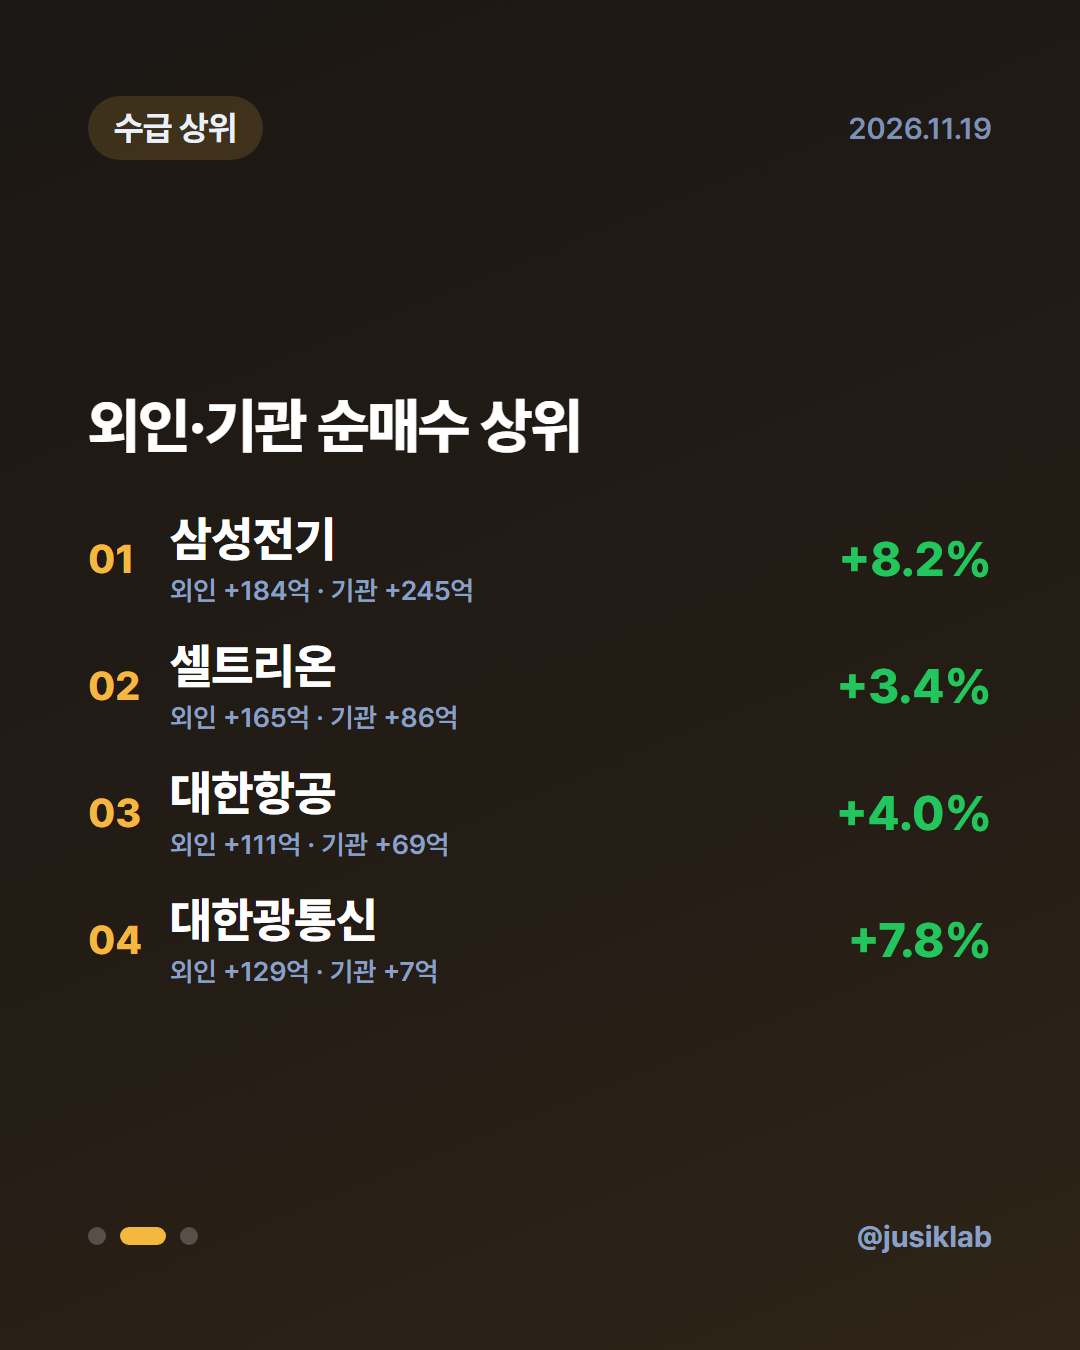 수급 상위
2026.11.19
외인·기관 순매수 상위
01 삼성전기 +8.2%
외인 +184억 · 기관 +245억
02 셀트리온 +3.4%
외인 +165억 · 기관 +86억
03 대한항공 +4.0%
외인 +111억 · 기관 +69억
04 대한광통신 +7.8%
외인 +129억 · 기관 +7억
@jusiklab